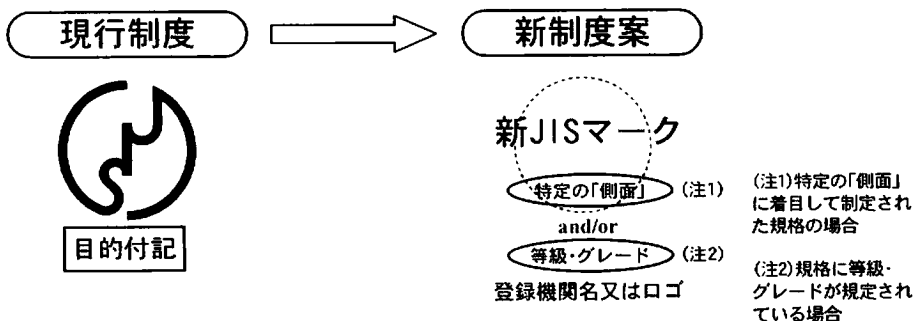 現行制度
新制度案
目的付記
新JISマーク
特定の「側面」 (注1)
and/or
等級・グレード (注2)
登録機関名又はロゴ
(注1)特定の「側面」
に着目して制定され
た規格の場合
(注2)規格に等級・
グレードが規定され
ている場合